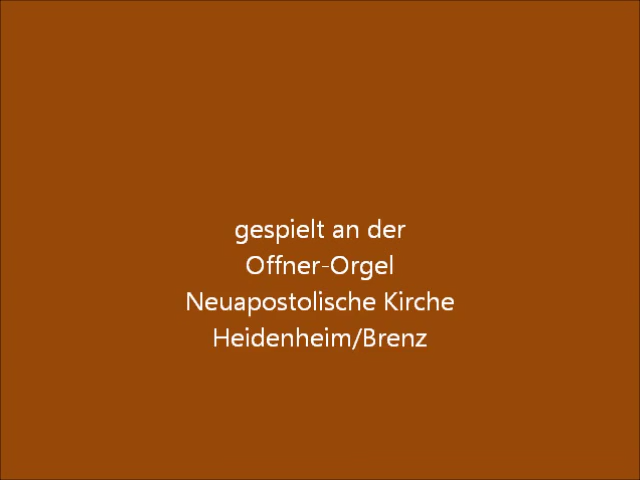 gespielt an der
Offner-Orgel
Neuapostolische Kirche
Heidenheim/Brenz